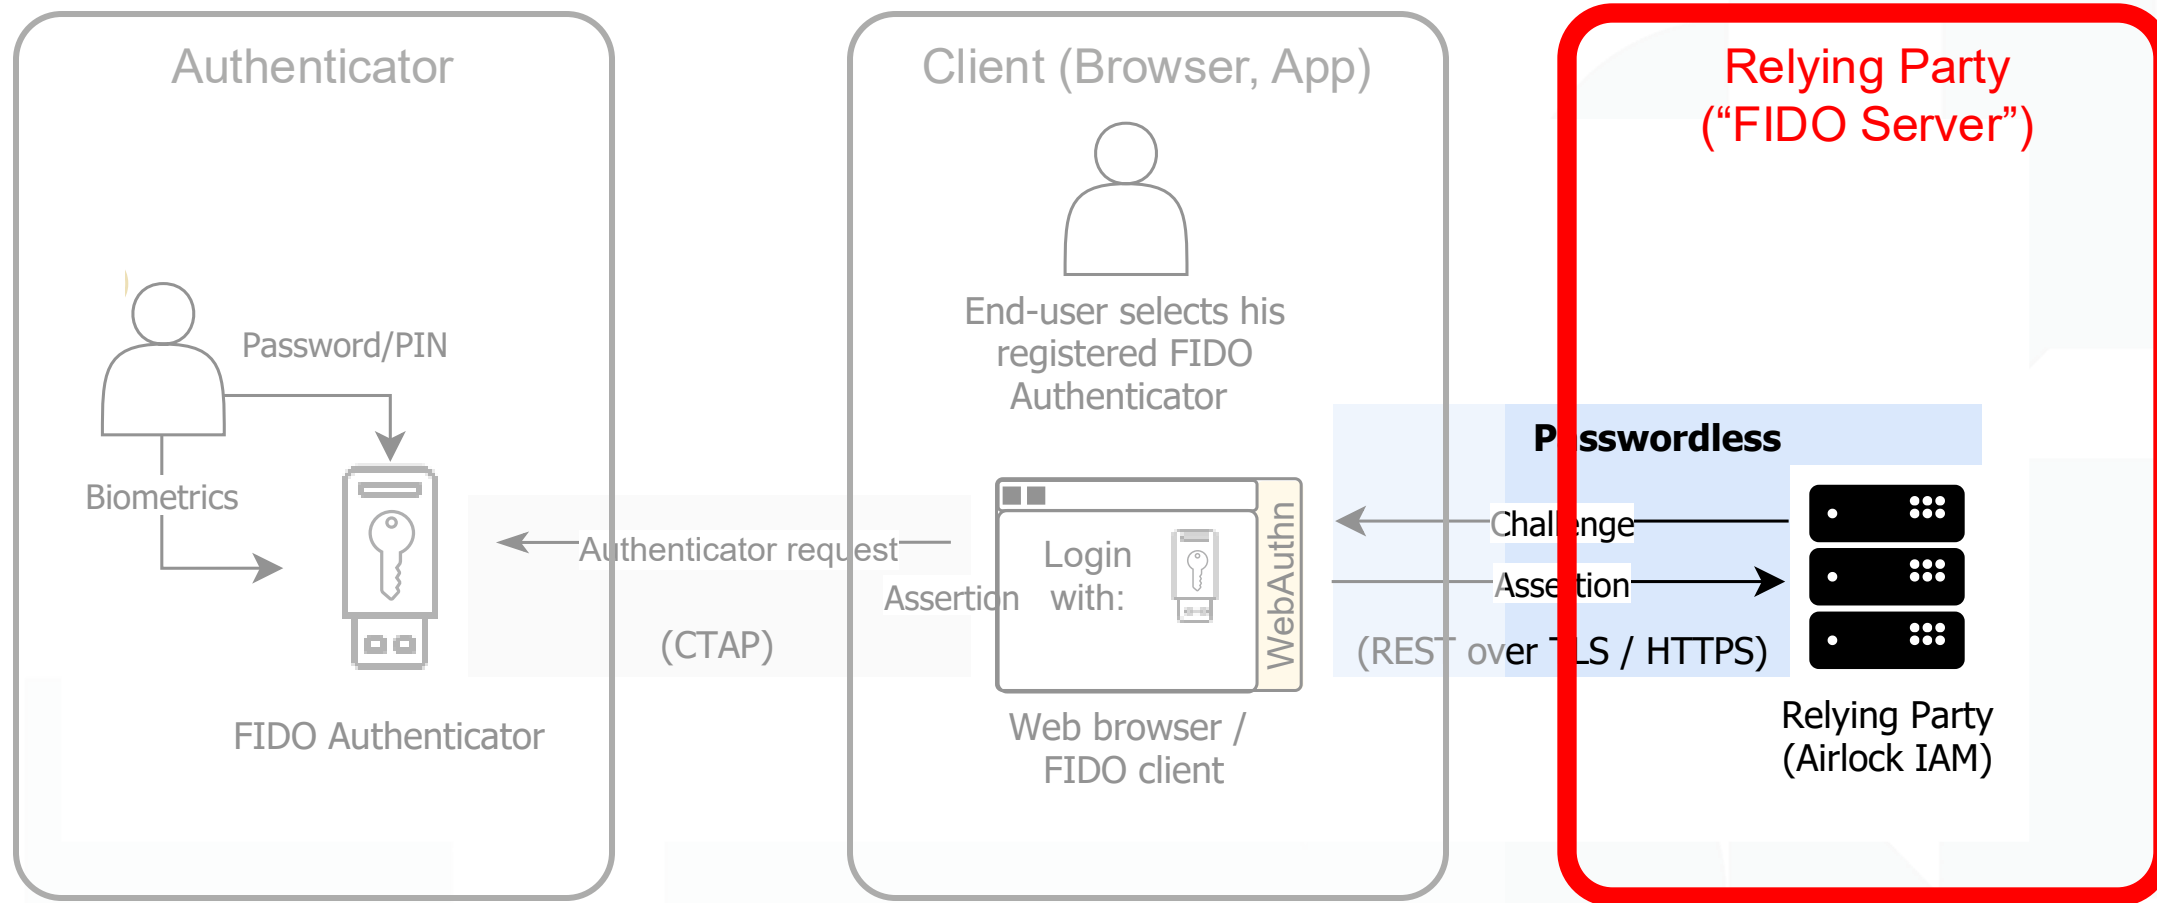 Authenticator
Password/PIN
Biometrics
FIDO Authenticator
Authenticator request
Assertion
(CTAP)
Client (Browser, App)
End-user selects his
registered FIDO
Authenticator
Login
with:
WebAuthn
Web browser /
FIDO client
Relying Party
(“FIDO Server”)
Passwordless
Challenge
Assertion
(REST over TLS / HTTPS)
Relying Party
(Airlock IAM)